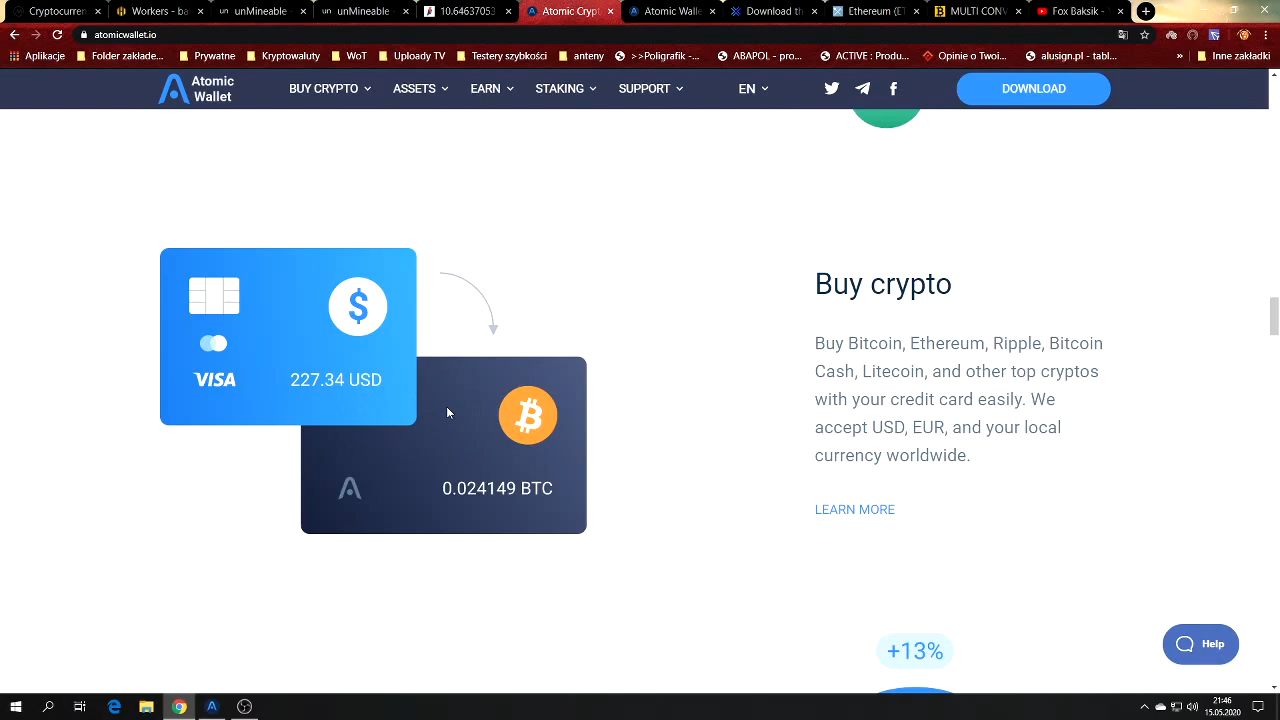 Cryptocurren
Workers - ba
unMineable -
unMineable -
10.64637053
Atomic Crypt
Atomic Walle
Download th
Ethereum (ET
MULTI CONV
Fox Baksik -
atomicwallet.io
Aplikacje
Folder zakłade...
Prywatne
Kryptowaluty
WoT
Uploady TV
Testery szybkości
anteny
>>Poligrafik -...
ABAPOL - pro...
ACTIVE : Produ...
Opinie o Twoi...
alusign.pl - tabl...
»
Inne zakładki
Atomic
Wallet
BUY CRYPTO
ASSETS
EARN
STAKING
SUPPORT
EN
DOWNLOAD
$
VISA
227.34 USD
0.024149 BTC
Buy crypto
Buy Bitcoin, Ethereum, Ripple, Bitcoin
Cash, Litecoin, and other top cryptos
with your credit card easily. We
accept USD, EUR, and your local
currency worldwide.
LEARN MORE
+13%
Help
21:46
15.05.2020